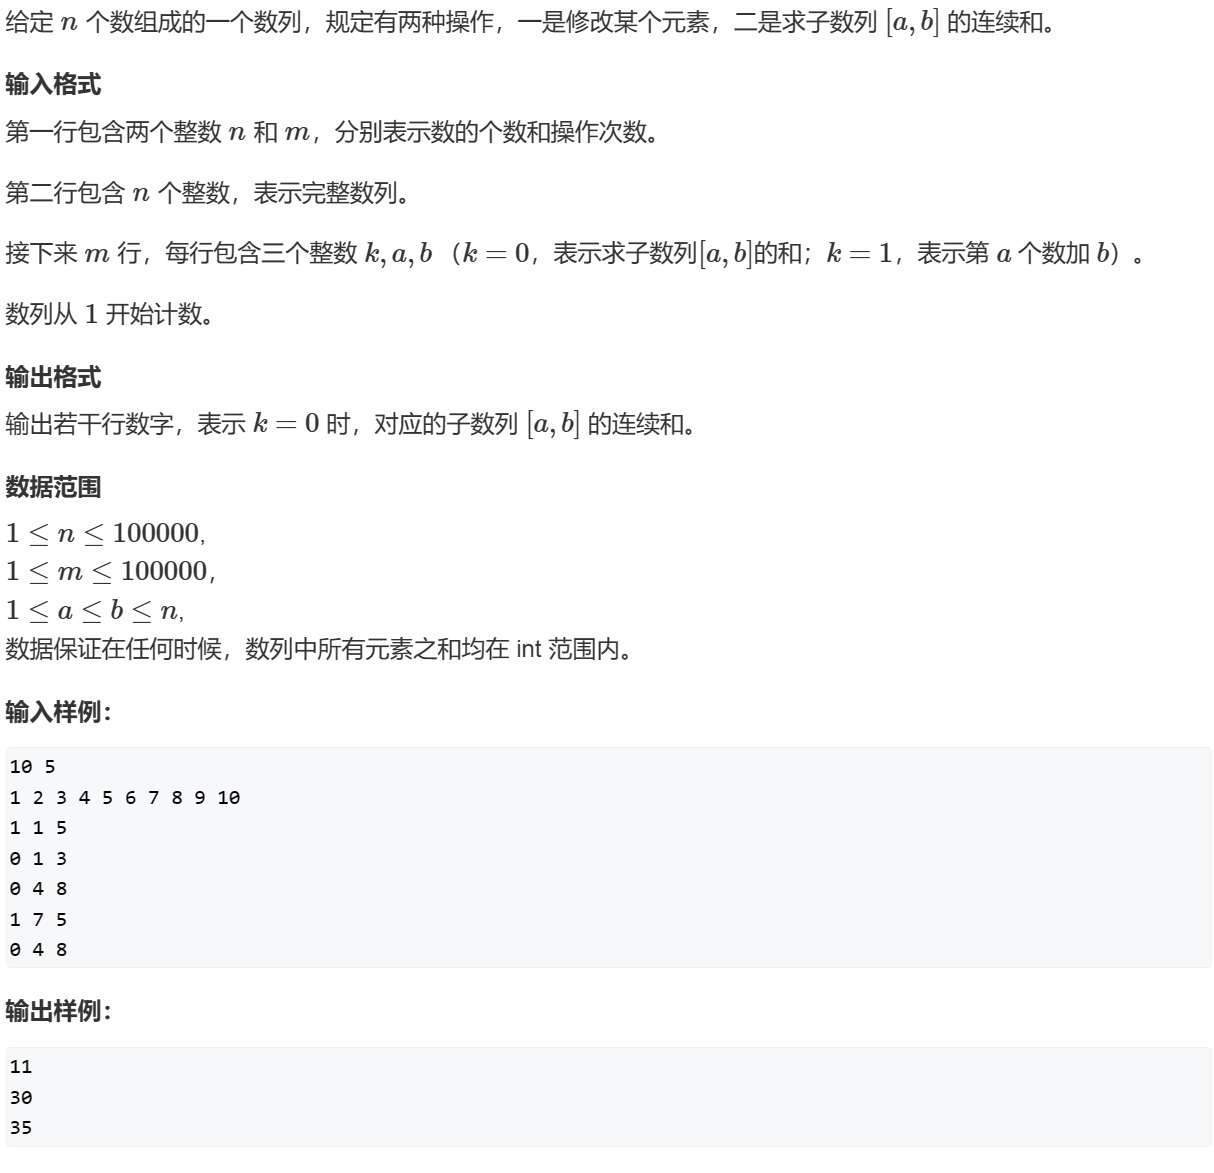 给定 n 个数组成的一个数列，规定有两种操作，一是修改某个元素，二是求子数列 [a, b] 的连续和。
输入格式
第一行包含两个整数 n 和 m，分别表示数的个数和操作次数。
第二行包含 n 个整数，表示完整数列。
接下来 m 行，每行包含三个整数 k, a, b （k = 0，表示求子数列[a, b]的和；k = 1，表示第 a 个数加 b）。
数列从 1 开始计数。
输出格式
输出若干行数字，表示 k = 0 时，对应的子数列 [a, b] 的连续和。
数据范围
1 ≤ n ≤ 100000,
1 ≤ m ≤ 100000，
1 ≤ a ≤ b ≤ n,
数据保证在任何时候，数列中所有元素之和均在 int 范围内。
输入样例：
10 5
1 2 3 4 5 6 7 8 9 10
1 1 5
0 1 3
0 4 8
1 7 5
0 4 8
输出样例：
11
30
35